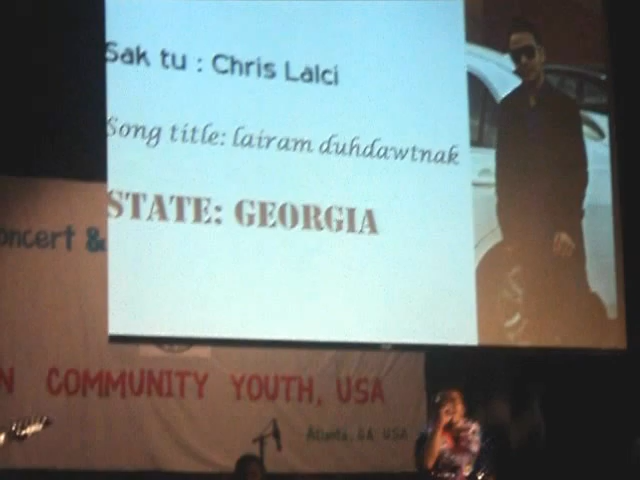 Sak tu : Chris Lalci
Song title: lairam duhdawtnak
STATE: GEORGIA
oncert &
N COMMUNITY YOUTH, USA
Atlanta, GA USA